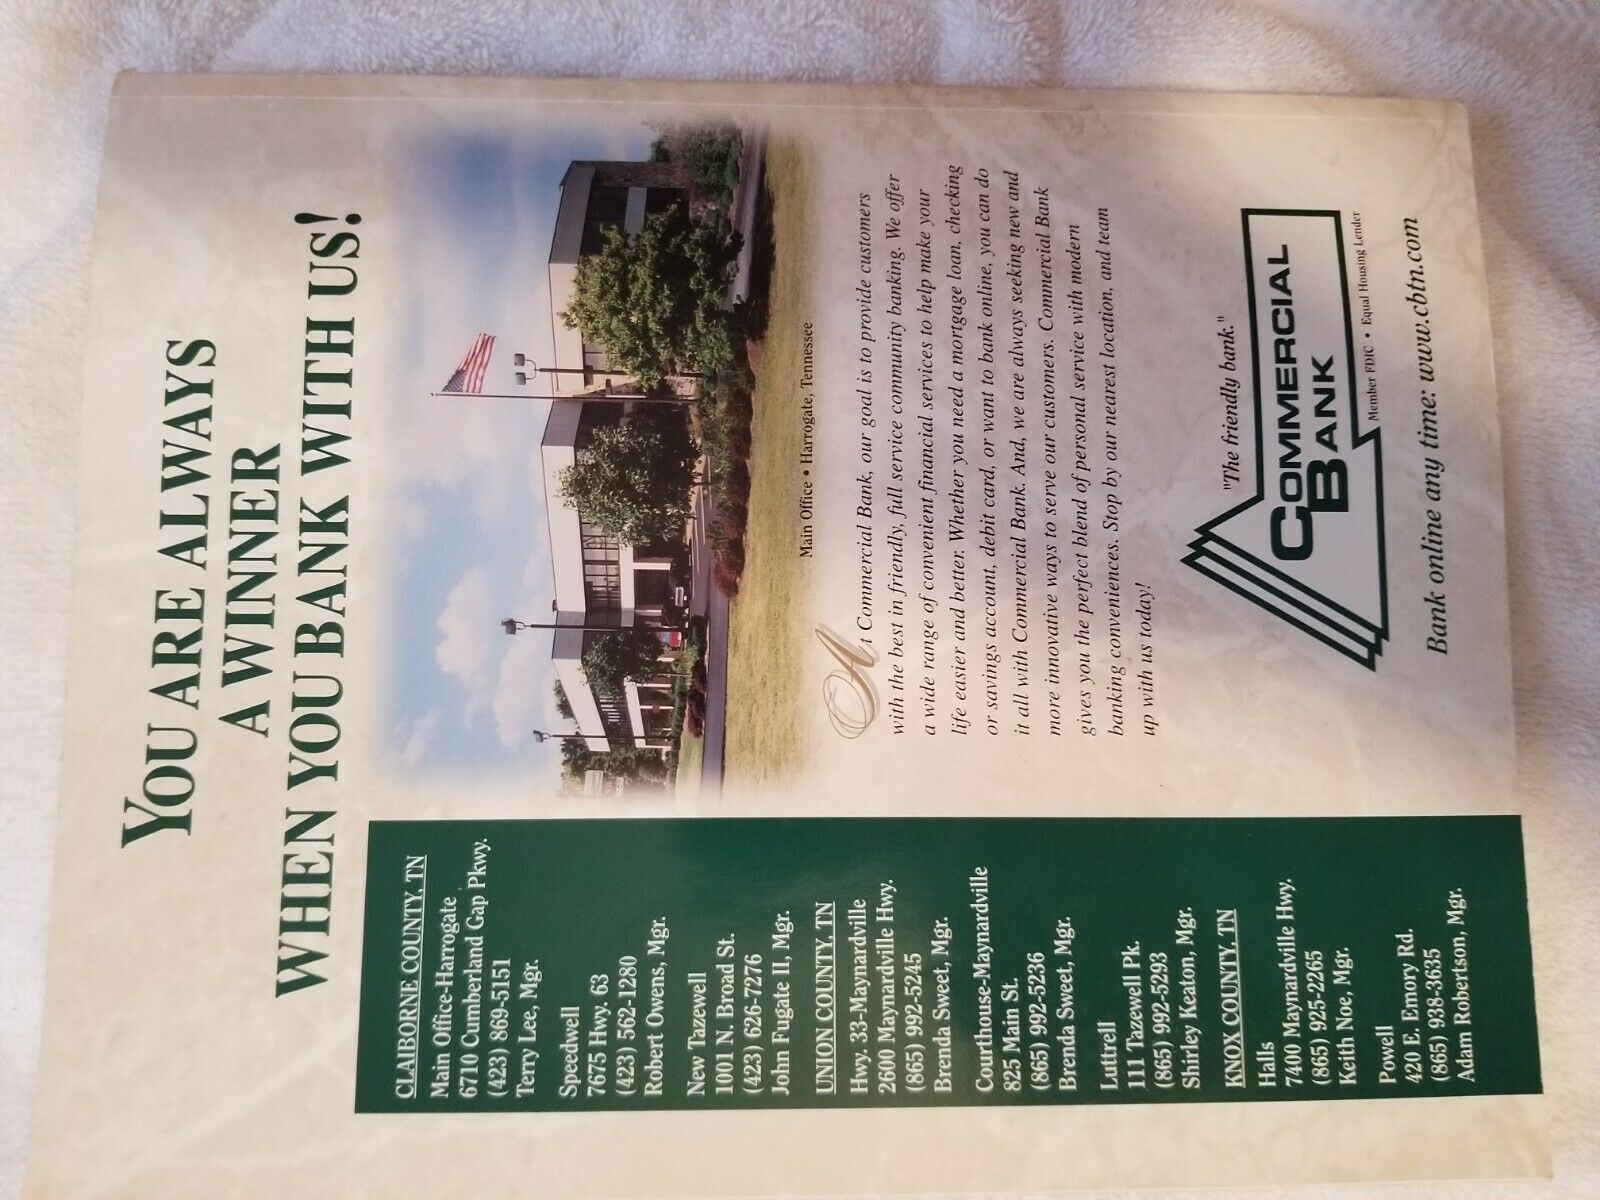 YOU ARE ALWAYS
A WINNER
WHEN YOU BANK WITH US!
CLAIBORNE COUNTY, TN
Main Office-Harrogate
6710 Cumberland Gap Pkwy.
(423) 869-5151
Terry Lee, Mgr.
Speedwell
7675 Hwy. 63
(423) 562-1280
Robert Owens, Mgr.
New Tazewell
1001 N. Broad St.
(423) 626-7276
John Fugate II, Mgr.
UNION COUNTY, TN
Hwy. 33-Maynardville
2600 Maynardville Hwy.
(865) 992-5245
Brenda Sweet, Mgr.
Courthouse-Maynardville
825 Main St.
(865) 992-5236
Brenda Sweet, Mgr.
Luttrell
111 Tazewell Pk.
(865) 992-5293
Shirley Keaton, Mgr.
KNOX COUNTY, TN
Halls
7400 Maynardville Hwy.
(865) 925-2265
Keith Noe, Mgr.
Powell
420 E. Emory Rd.
(865) 938-3635
Adam Robertson, Mgr.
Main Office • Harrogate, Tennessee
At Commercial Bank, our goal is to provide customers
with the best in friendly, full service community banking. We offer
a wide range of convenient financial services to help make your
life easier and better. Whether you need a mortgage loan, checking
or savings account, debit card, or want to bank online, you can do
it all with Commercial Bank. And, we are always seeking new and
more innovative ways to serve our customers. Commercial Bank
gives you the perfect blend of personal service with modern
banking conveniences. Stop by our nearest location, and team
up with us today!
"The friendly bank."
COMMERCIAL
BANK
Member FDIC • Equal Housing Lender
Bank online any time: www.cbtn.com